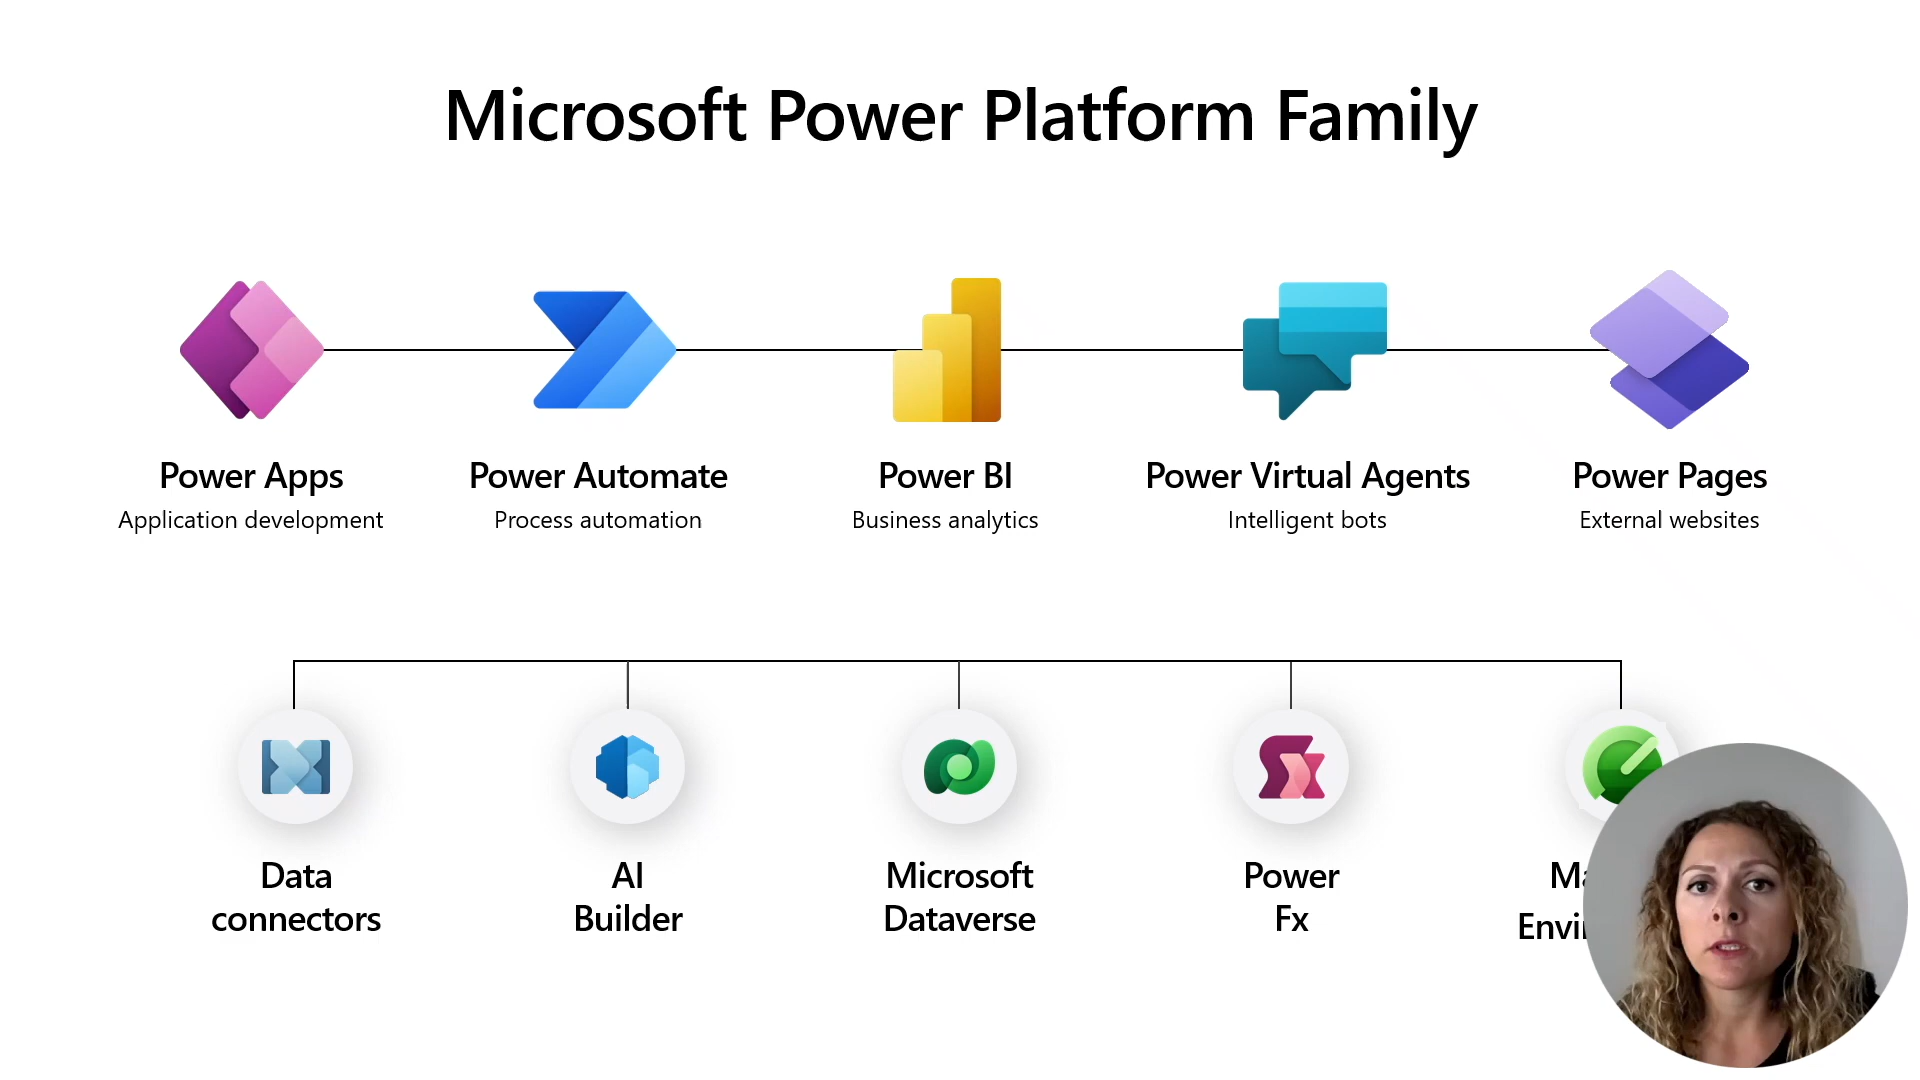 Microsoft Power Platform Family
Power Apps
Application development
Power Automate
Process automation
Power BI
Business analytics
Power Virtual Agents
Intelligent bots
Power Pages
External websites
Data
connectors
AI
Builder
Microsoft
Dataverse
Power
Fx